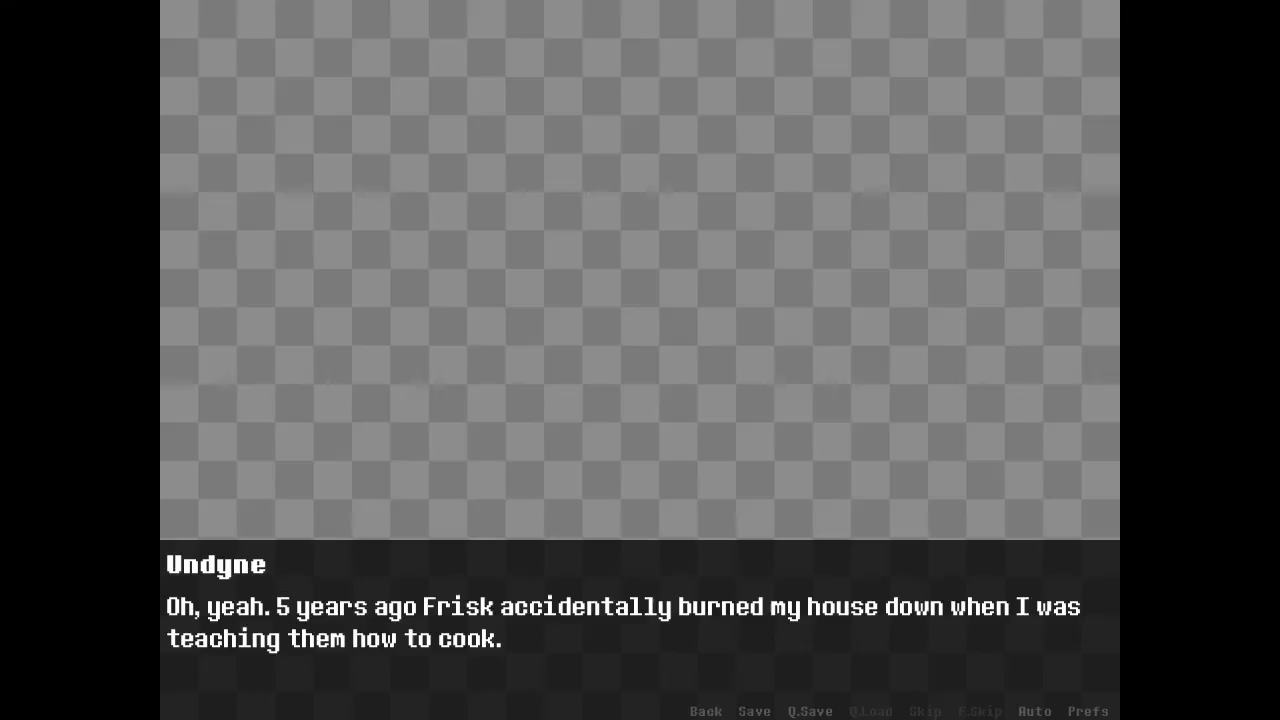 Undyne
Oh, yeah. 5 years ago Frisk accidentally burned my house down when I was
teaching them how to cook.
Back Save Q.Save Q.Load Skip F.Skip Auto Prefs